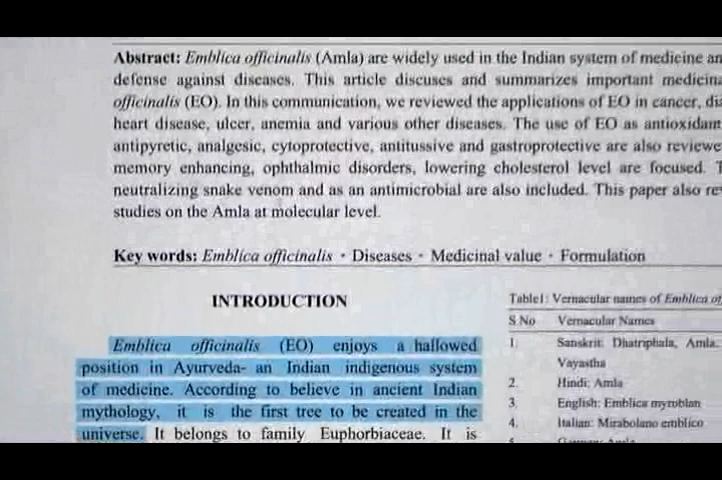 Abstract: Emblica officinalis (Amla) are widely used in the Indian system of medicine
defense against diseases. This article discuses and summarizes important
officinalis (EO). In this communication, we reviewed the applications of EO in cancer,
heart disease, ulcer, anemia and various other diseases. The use of EO as
antipyretic, analgesic, cytoprotective, antitussive and gastroprotective are also
memory enhancing, ophthalmic disorders, lowering cholesterol level are focused.
neutralizing snake venom and as an antimicrobial are also included. This paper also
studies on the Amla at molecular level.
Key words: Emblica officinalis • Diseases • Medicinal value • Formulation
INTRODUCTION
Emblica officinalis (EO) enjoys a hallowed
position in Ayurveda- an Indian indigenous system
of medicine. According to believe in ancient Indian
mythology, it is the first tree to be created in the
universe. It belongs to family Euphorbiaceae. It is
Table1: Vernacular names of Emblica
S.No Vernacular Names
1. Sanskrit: Dhatriphala, Amla,
Vayastha
2. Hindi: Amla
3. English: Emblica myroblan
4. Italian: Mirabolano emblico